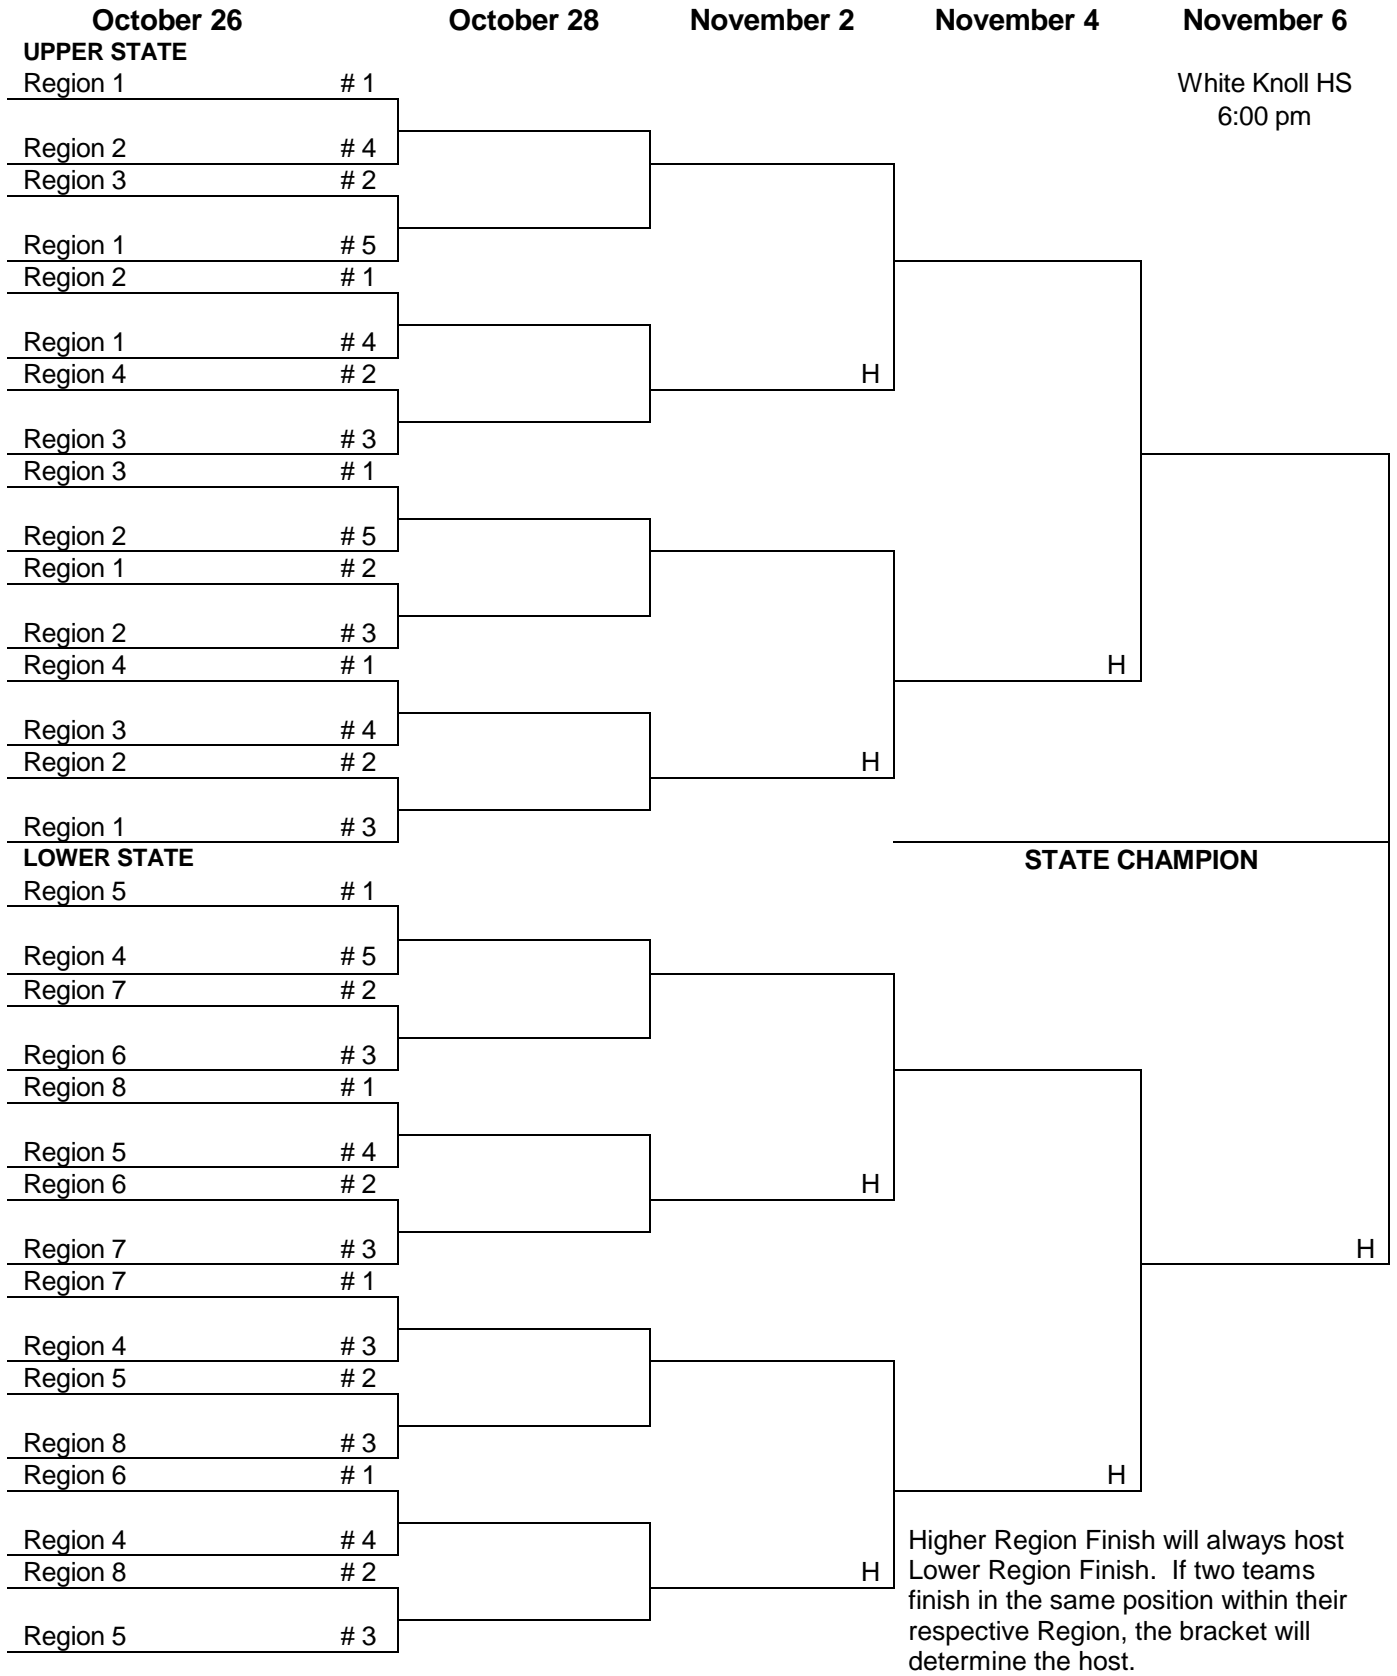 October 26 October 28 November 2 November 4 November 6
UPPER STATE
Region 1 # 1
White Knoll HS
6:00 pm
Region 2 # 4
Region 3 # 2
Region 1 # 5
Region 2 # 1
Region 1 # 4
Region 4 # 2 H
Region 3 # 3
Region 3 # 1
Region 2 # 5
Region 1 # 2
Region 2 # 3
Region 4 # 1 H
Region 3 # 4
Region 2 # 2 H
Region 1 # 3
LOWER STATE STATE CHAMPION
Region 5 # 1
Region 4 # 5
Region 7 # 2
Region 6 # 3
Region 8 # 1
Region 5 # 4
Region 6 # 2 H
Region 7 # 3 H
Region 7 # 1
Region 4 # 3
Region 5 # 2
Region 8 # 3
Region 6 # 1 H
Region 4 # 4
Region 8 # 2 H
Region 5 # 3
Higher Region Finish will always host
Lower Region Finish. If two teams
finish in the same position within their
respective Region, the bracket will
determine the host.